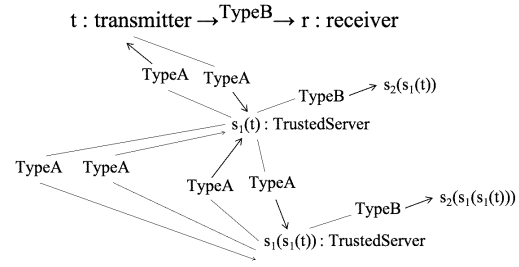 t : transmitter → TypeB → r : receiver
TypeA TypeA
TypeB s₂(s₁(t))
s₁(t) : TrustedServer
TypeA TypeA
TypeA TypeA
TypeB s₂(s₁(s₁(t)))
s₁(s₁(t)) : TrustedServer